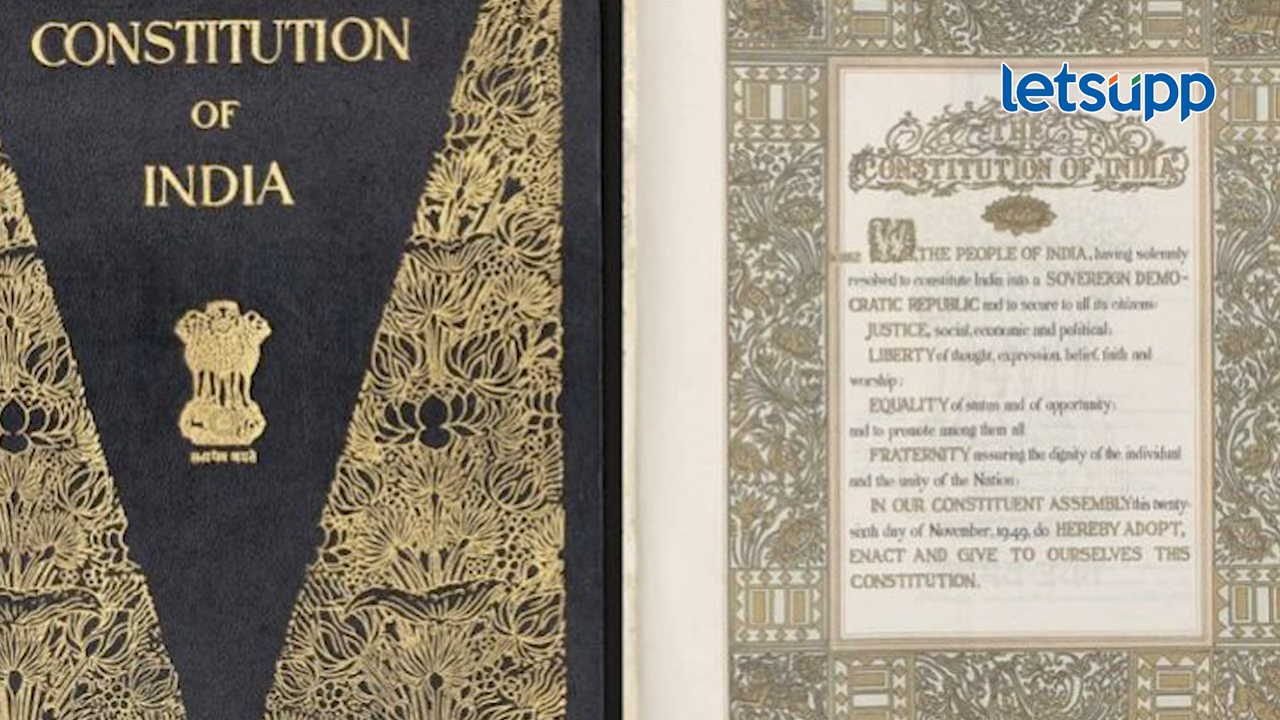 CONSTITUTION
OF
INDIA
सत्यमेव जयते
letsupp
THE
CONSTITUTION OF INDIA
WE, THE PEOPLE OF INDIA, having solemnly
resolved to constitute India into a SOVEREIGN DEMO-
CRATIC REPUBLIC and to secure to all its citizens:
JUSTICE, social, economic and political;
LIBERTY of thought, expression, belief, faith and
worship;
EQUALITY of status and of opportunity;
and to promote among them all
FRATERNITY assuring the dignity of the individual
and the unity of the Nation;
IN OUR CONSTITUENT ASSEMBLY this twenty-
sixth day of November, 1949, do HEREBY ADOPT,
ENACT AND GIVE TO OURSELVES THIS
CONSTITUTION.